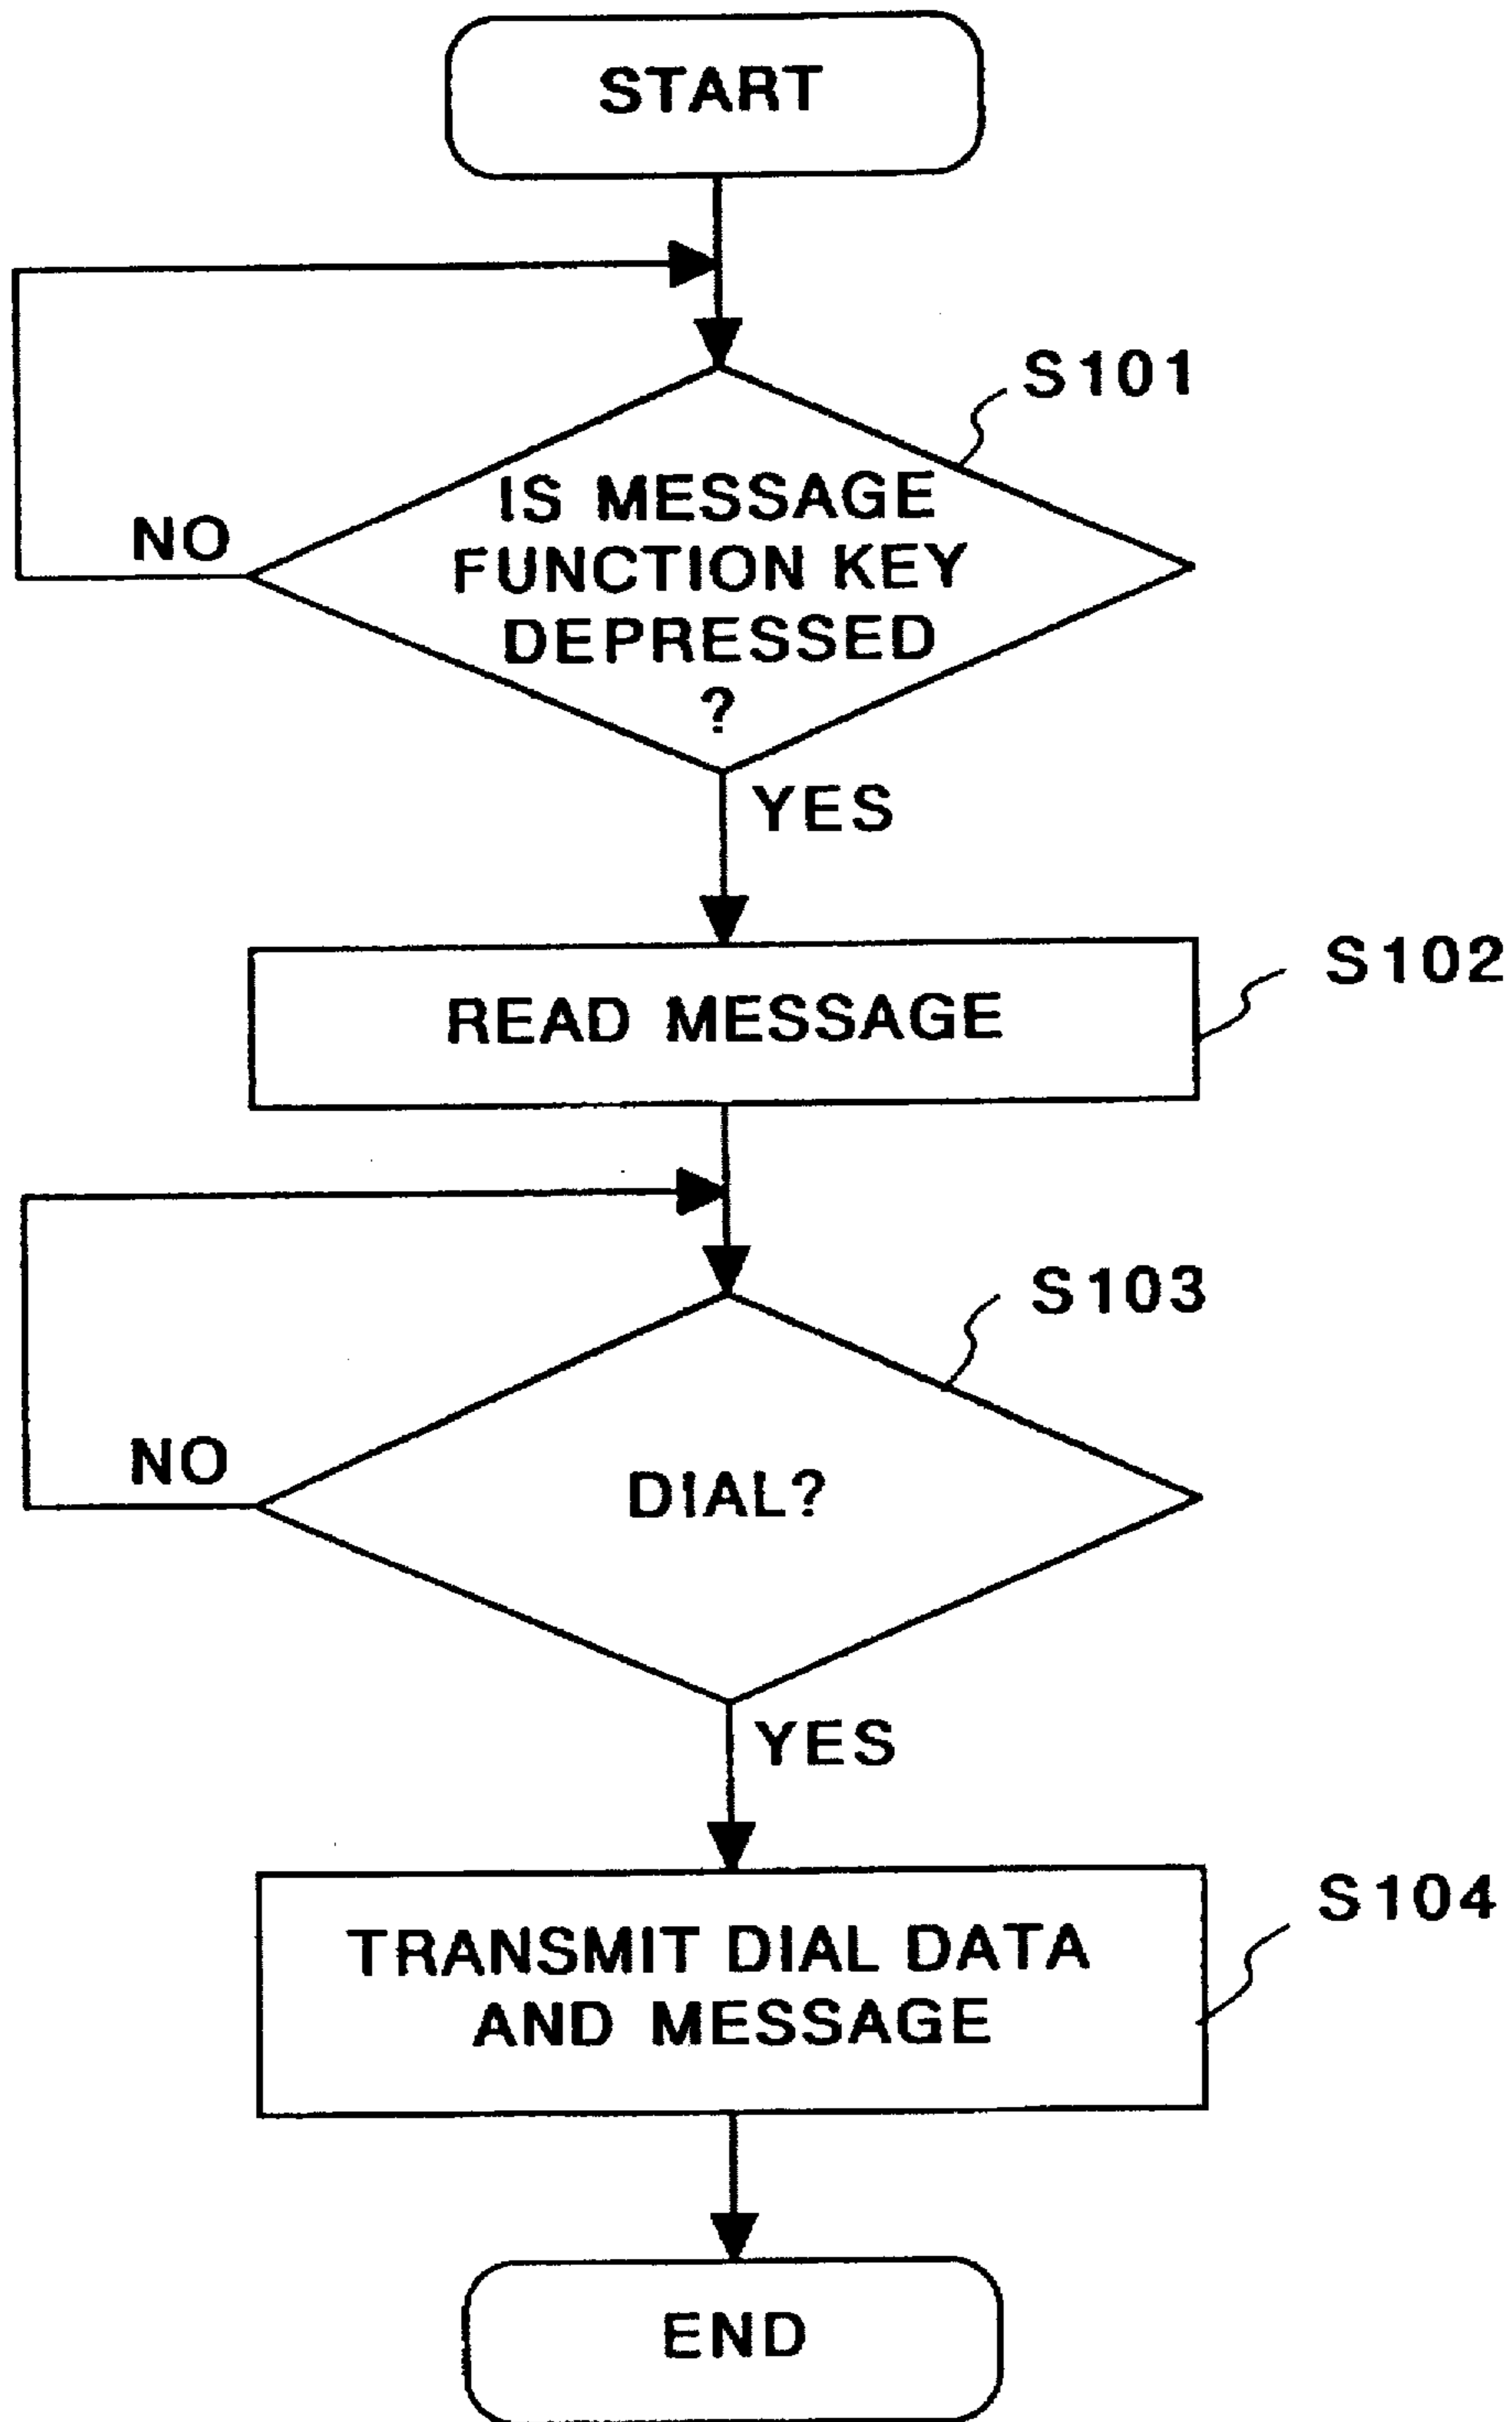 START
S101
IS MESSAGE
FUNCTION KEY
DEPRESSED
?
NO
YES
S102
READ MESSAGE
S103
DIAL?
NO
YES
S104
TRANSMIT DIAL DATA
AND MESSAGE
END